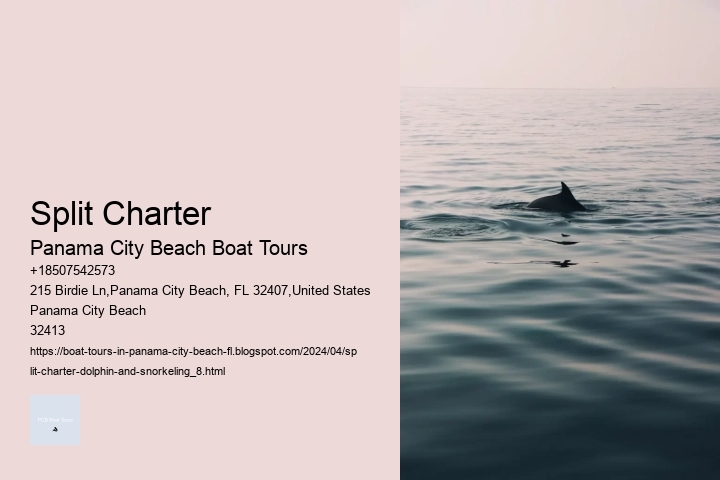 Split Charter
Panama City Beach Boat Tours
+18507542573
215 Birdie Ln,Panama City Beach, FL 32407,United States
Panama City Beach
32413
https://boat-tours-in-panama-city-beach-fl.blogspot.com/2024/04/sp
lit-charter-dolphin-and-snorkeling_8.html